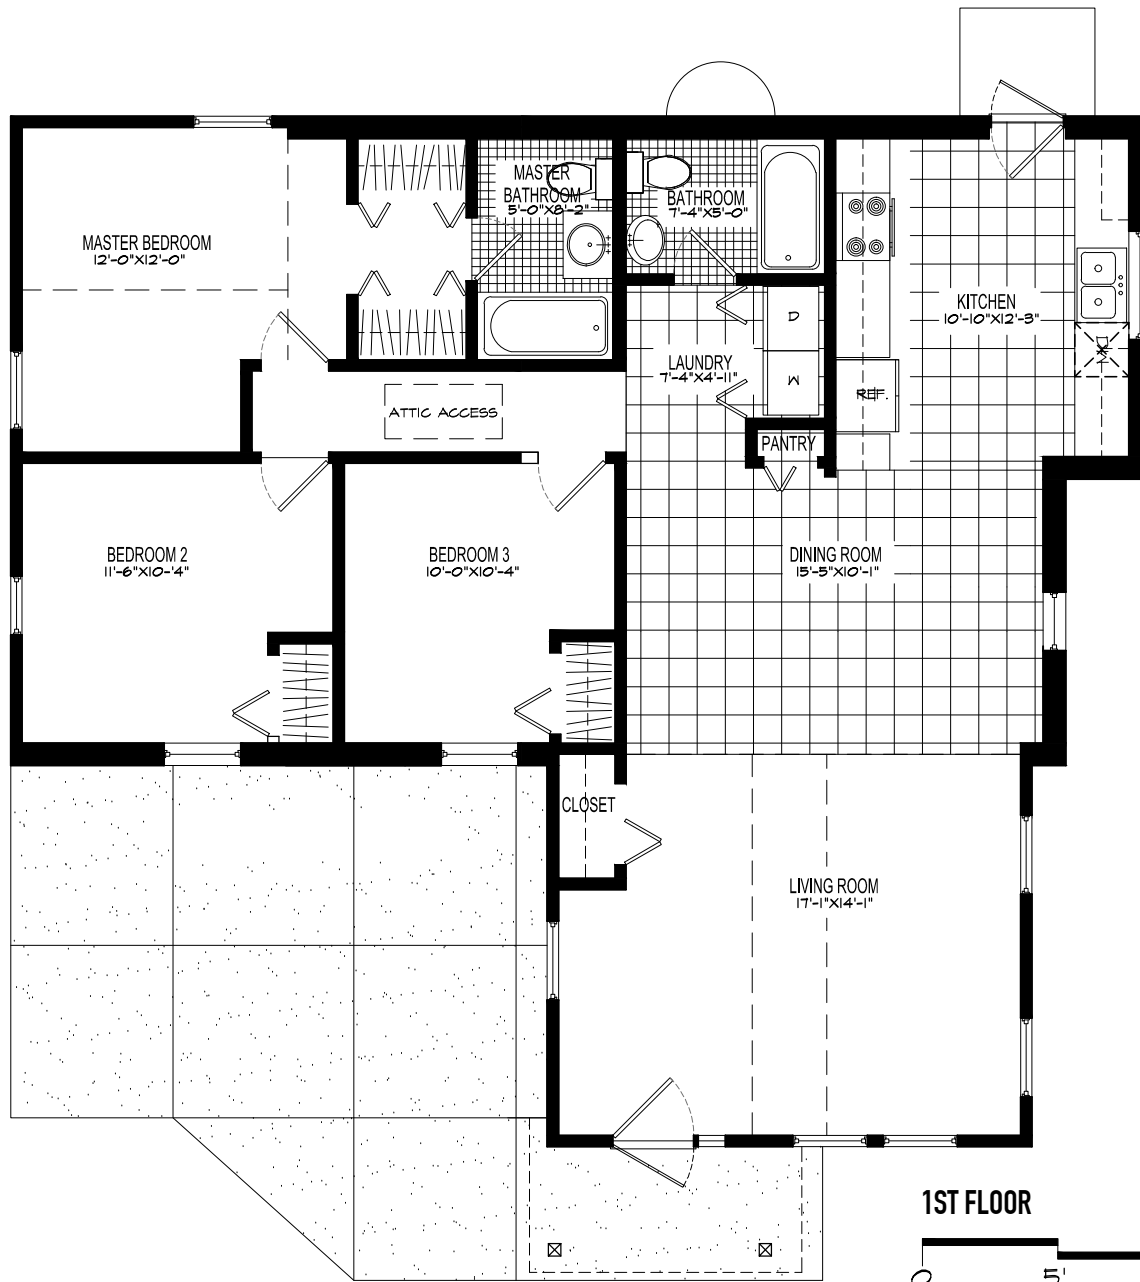 MASTER
BATHROOM
5'-0"X8'-2"
BATHROOM
7'-4"X5'-0"
MASTER BEDROOM
12'-0"X12'-0"
KITCHEN
10'-10"X12'-3"
D
LAUNDRY
7'-4"X4'-11"
W
REF.
ATTIC ACCESS
PANTRY
BEDROOM 2
11'-6"X10-'4"
BEDROOM 3
10'-0"X10'-4"
DINING ROOM
15'-5"X10'-1"
CLOSET
LIVING ROOM
17'-1"X14'-1"
1ST FLOOR
0
5'